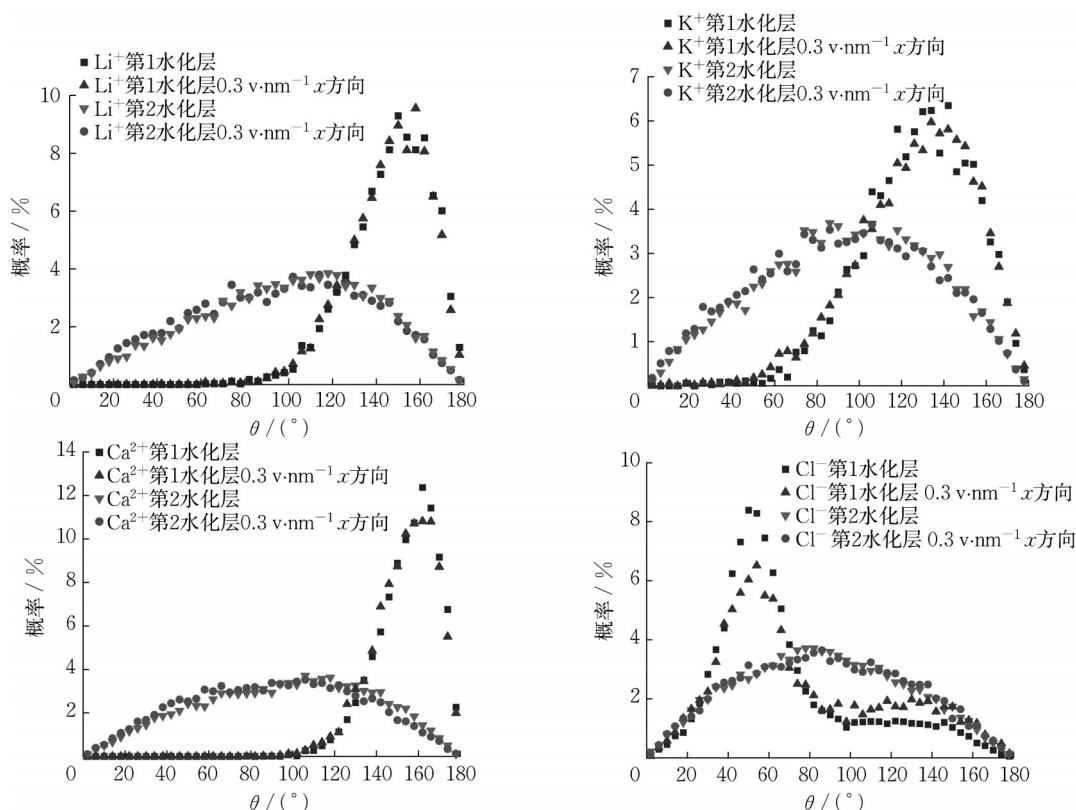 ■ Li⁺第1水化层
▲ Li⁺第1水化层0.3 v·nm⁻¹ x方向
▼ Li⁺第2水化层
● Li⁺第2水化层0.3 v·nm⁻¹ x方向
10
8
6
4
2
0 20 40 60 80 100 120 140 160 180
概率 / %
θ / (°)
■ K⁺第1水化层
▲ K⁺第1水化层0.3 v·nm⁻¹ x方向
▼ K⁺第2水化层
● K⁺第2水化层0.3 v·nm⁻¹ x方向
7
6
5
4
3
2
1
0 20 40 60 80 100 120 140 160 180
概率 / %
θ / (°)
■ Ca²⁺第1水化层
▲ Ca²⁺第1水化层0.3 v·nm⁻¹ x方向
▼ Ca²⁺第2水化层
● Ca²⁺第2水化层0.3 v·nm⁻¹ x方向
14
12
10
8
6
4
2
0 20 40 60 80 100 120 140 160 180
概率 / %
θ / (°)
■ Cl⁻第1水化层
▲ Cl⁻第1水化层 0.3 v·nm⁻¹ x方向
▼ Cl⁻第2水化层
● Cl⁻第2水化层 0.3 v·nm⁻¹ x方向
10
8
6
4
2
0 20 40 60 80 100 120 140 160 180
概率 / %
θ / (°)